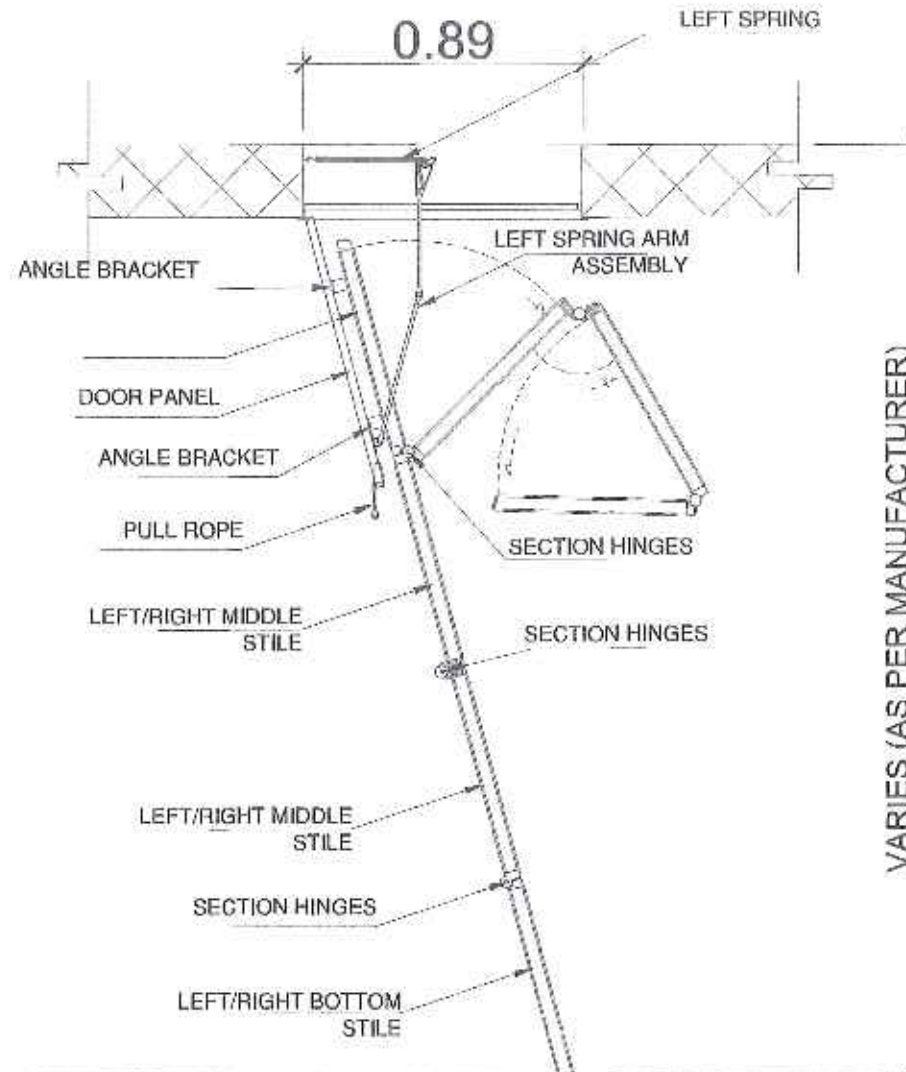 LEFT SPRING
0.89
LEFT SPRING ARM
ASSEMBLY
ANGLE BRACKET
DOOR PANEL
ANGLE BRACKET
PULL ROPE
SECTION HINGES
LEFT/RIGHT MIDDLE
STILE
SECTION HINGES
LEFT/RIGHT MIDDLE
STILE
SECTION HINGES
LEFT/RIGHT BOTTOM
STILE
VARIES (AS PER MANUFACTURER)